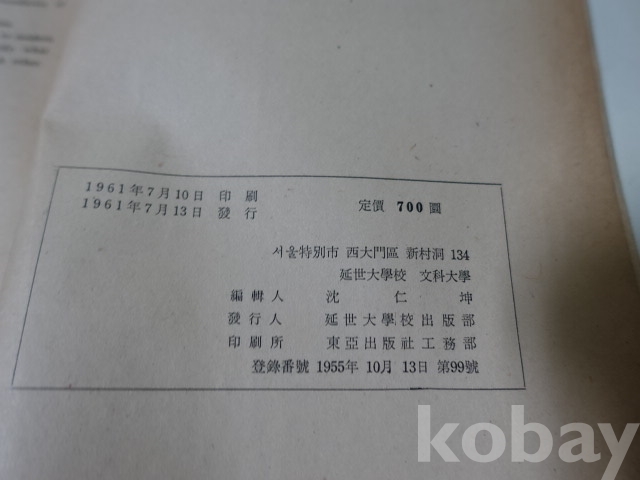 1961年7月10日 印刷
1961年7月13日 發行 定價 700圜
서울特別市 西大門區 新村洞 134
延世大學校 文科大學
編輯人 沈仁坤
發行人 延世大學校出版部
印刷所 東亞出版社工務部
登錄番號 1955年 10月 13日 第99號
kobay